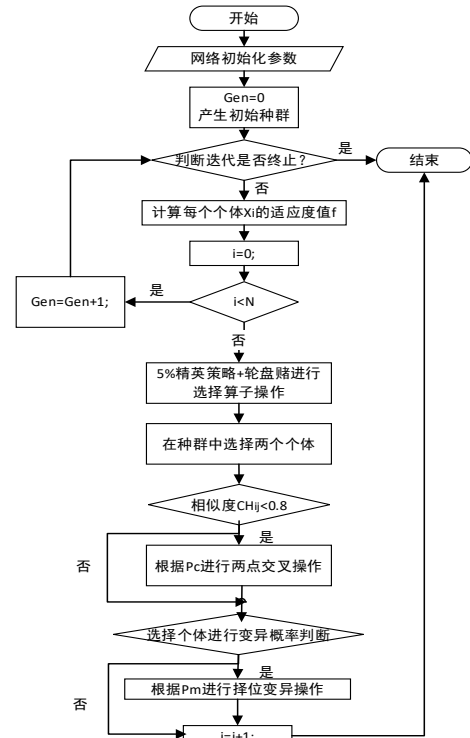 开始
网络初始化参数
Gen=0
产生初始种群
判断迭代是否终止？
是
结束
否
计算每个个体Xi的适应度值f
i=0;
i<N
是
Gen=Gen+1;
否
5%精英策略+轮盘赌进行
选择算子操作
在种群中选择两个个体
相似度CHij<0.8
是
否
根据Pc进行两点交叉操作
选择个体进行变异概率判断
是
否
根据Pm进行择位变异操作
i=i+1;